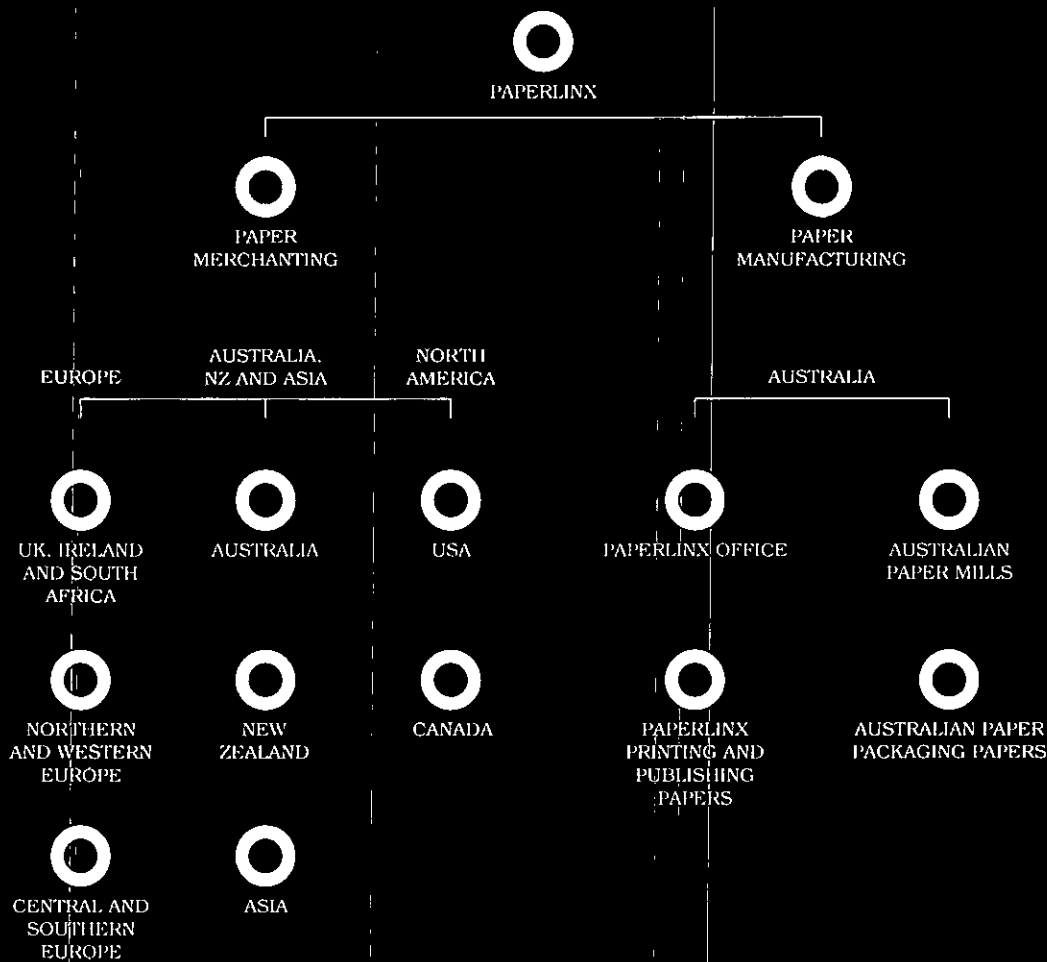 PAPERLINX
PAPER
MERCHANTING
PAPER
MANUFACTURING
EUROPE
AUSTRALIA,
NZ AND ASIA
NORTH
AMERICA
AUSTRALIA
UK, IRELAND
AND SOUTH
AFRICA
AUSTRALIA
USA
PAPERLINX OFFICE
AUSTRALIAN
PAPER MILLS
NORTHERN
AND WESTERN
EUROPE
NEW
ZEALAND
CANADA
PAPERLINX
PRINTING AND
PUBLISHING
PAPERS
AUSTRALIAN PAPER
PACKAGING PAPERS
CENTRAL AND
SOUTHERN
EUROPE
ASIA